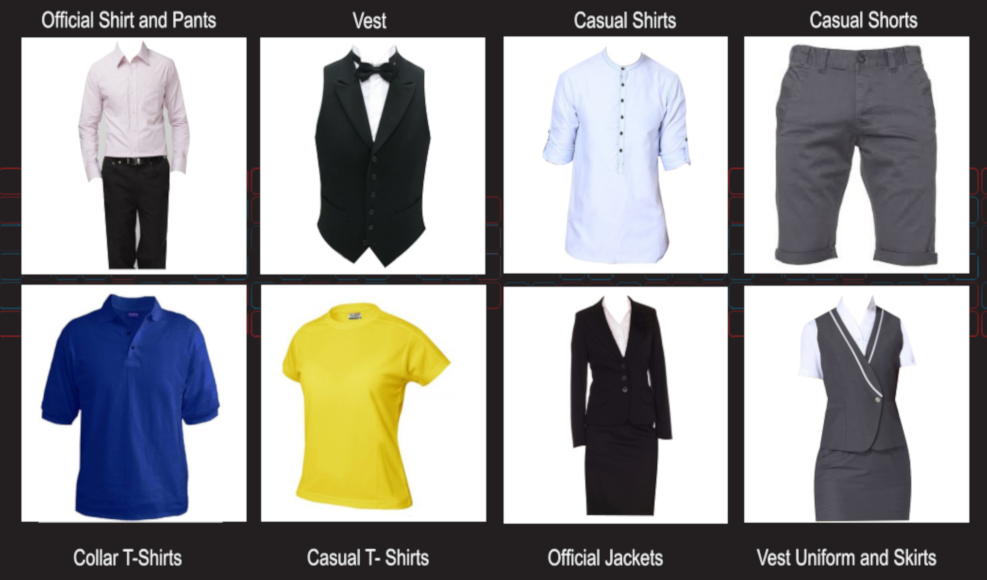 Official Shirt and Pants
Vest
Casual Shirts
Casual Shorts
Collar T-Shirts
Casual T- Shirts
Official Jackets
Vest Uniform and Skirts